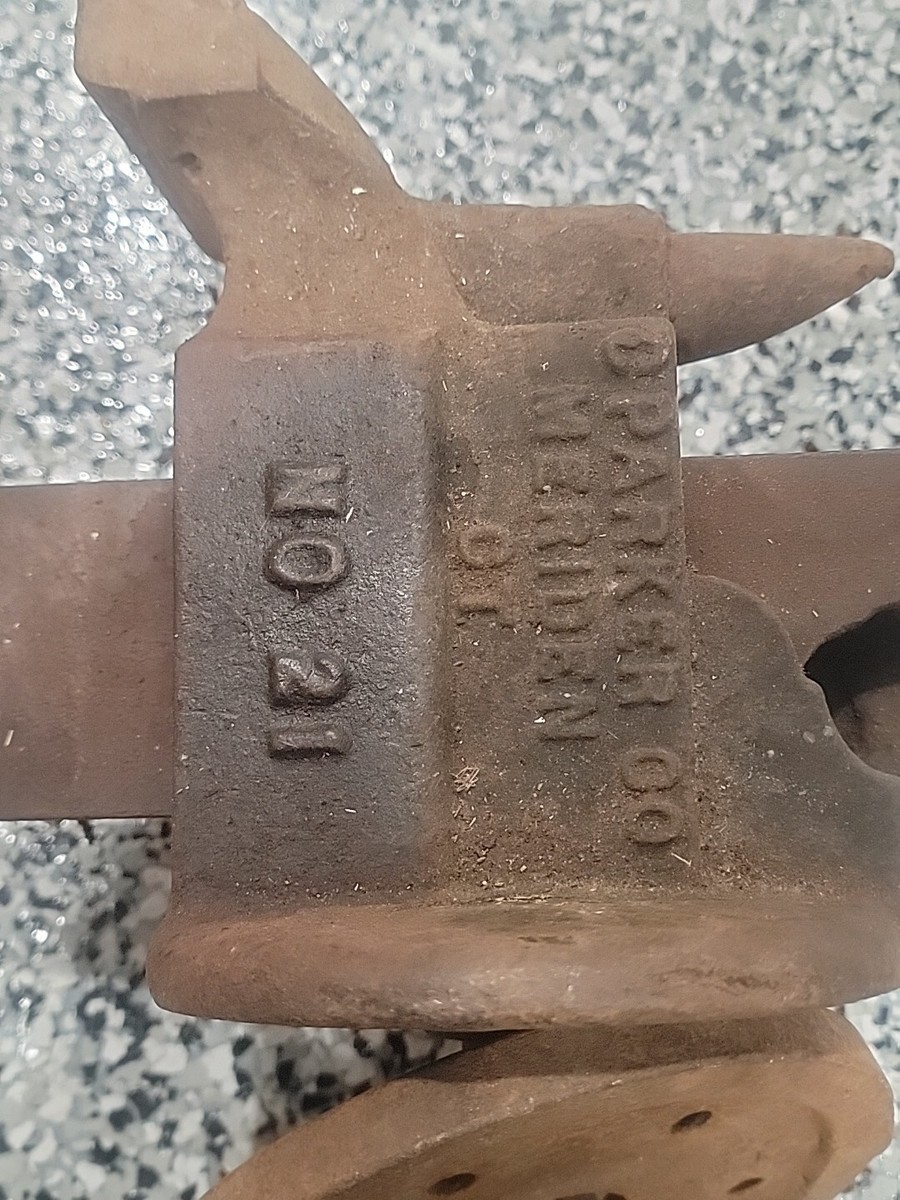 C PARKER CO
MERIDEN
CT
NO 21